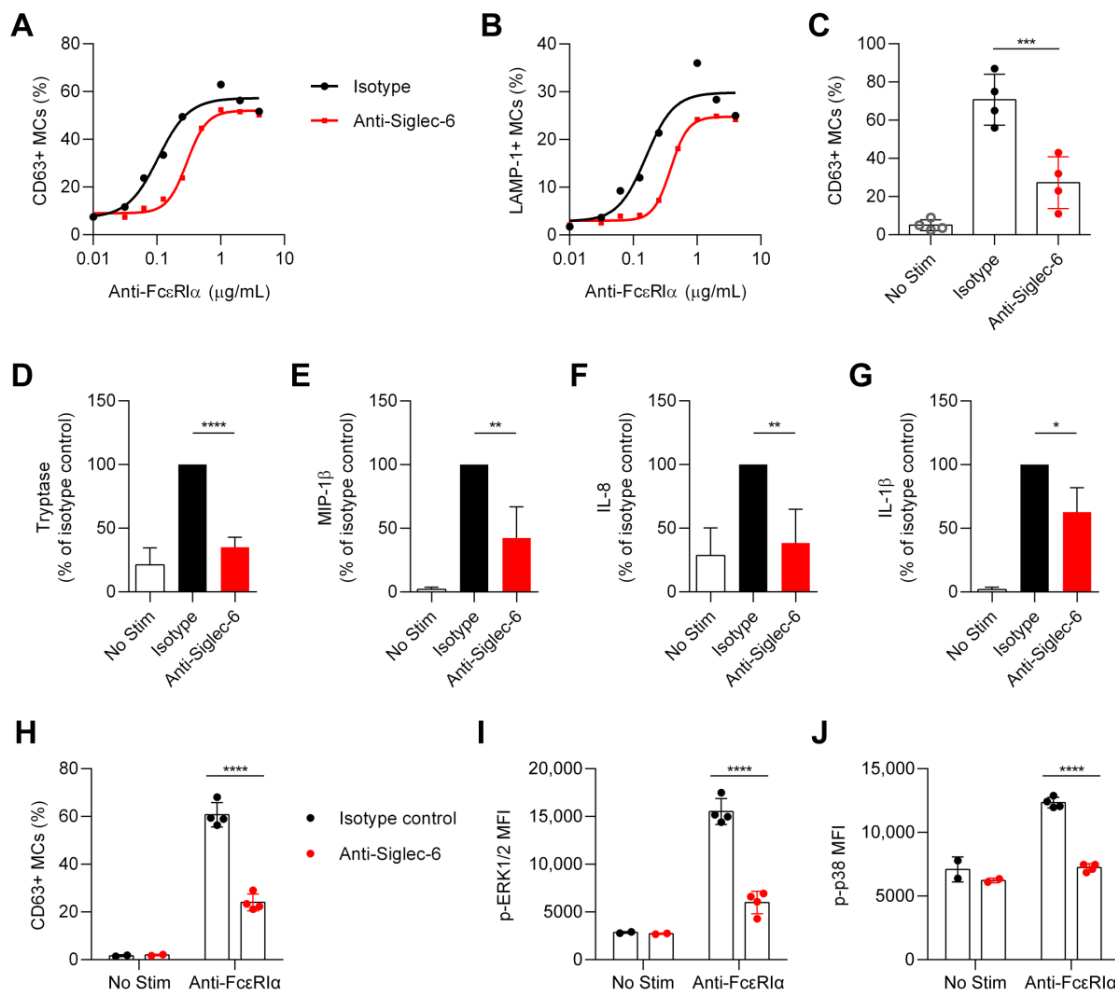 A
CD63+ MCs (%)
80
60
40
20
0
0.01
0.1
1
10
Anti-FcεRIα (μg/mL)
Isotype
Anti-Siglec-6
B
LAMP-1+ MCs (%)
40
30
20
10
0
0.01
0.1
1
10
Anti-FcεRIα (μg/mL)
C
CD63+ MCs (%)
100
80
60
40
20
0
***
No Stim
Isotype
Anti-Siglec-6
D
Tryptase
(% of isotype control)
150
100
50
0
****
No Stim
Isotype
Anti-Siglec-6
E
MIP-1β
(% of isotype control)
150
100
50
0
**
No Stim
Isotype
Anti-Siglec-6
F
IL-8
(% of isotype control)
150
100
50
0
**
No Stim
Isotype
Anti-Siglec-6
G
IL-1β
(% of isotype control)
150
100
50
0
*
No Stim
Isotype
Anti-Siglec-6
H
CD63+ MCs (%)
80
60
40
20
0
****
No Stim
Anti-FcεRIα
Isotype control
Anti-Siglec-6
I
p-ERK1/2 MFI
20,000
15,000
10,000
5000
0
****
No Stim
Anti-FcεRIα
J
p-p38 MFI
15,000
10,000
5000
0
****
No Stim
Anti-FcεRIα